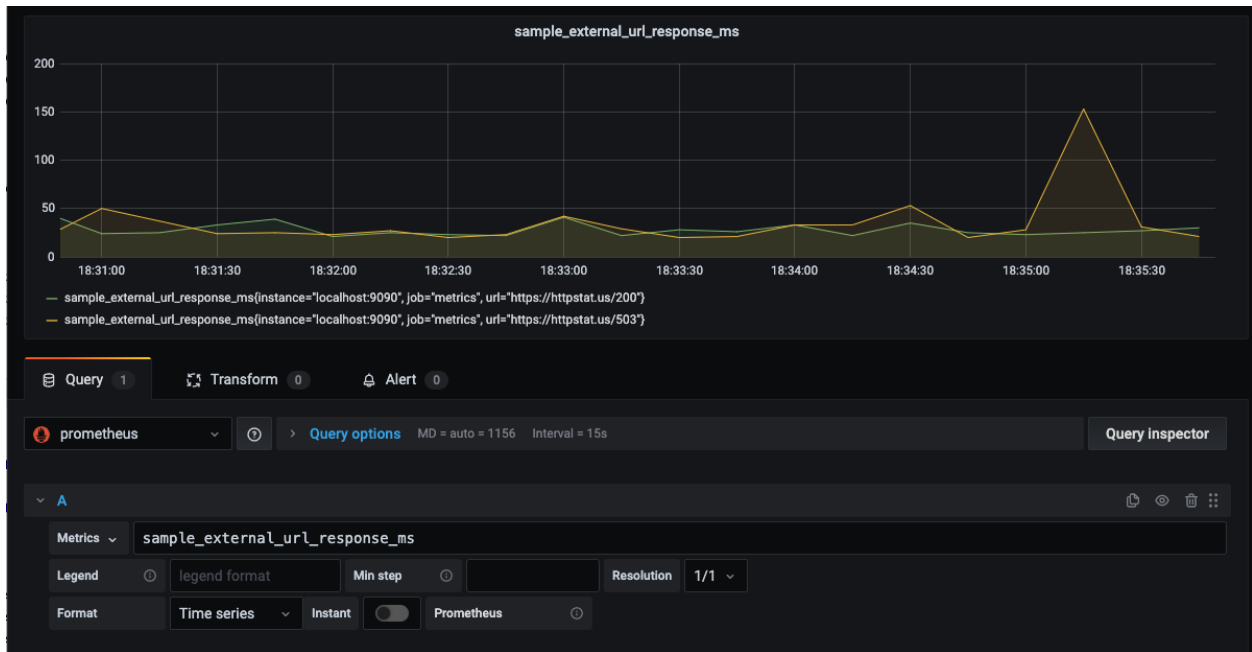 sample_external_url_response_ms
200
150
100
50
0
18:31:00 18:31:30 18:32:00 18:32:30 18:33:00 18:33:30 18:34:00 18:34:30 18:35:00 18:35:30
sample_external_url_response_ms{instance="localhost:9090", job="metrics", url="https://httpstat.us/200"}
sample_external_url_response_ms{instance="localhost:9090", job="metrics", url="https://httpstat.us/503"}
Query 1 Transform 0 Alert 0
prometheus Query options MD = auto = 1156 Interval = 15s Query inspector
A
Metrics sample_external_url_response_ms
Legend legend format Min step Resolution 1/1
Format Time series Instant Prometheus